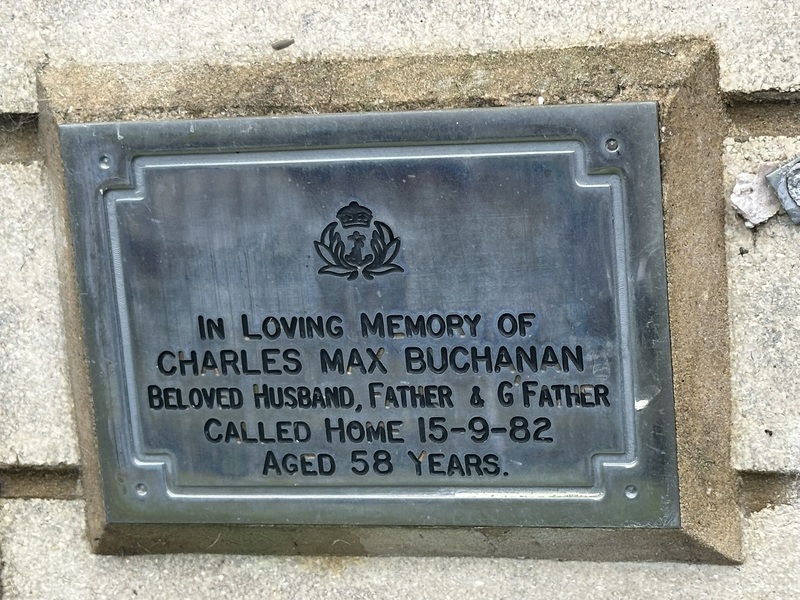 IN LOVING MEMORY OF
CHARLES MAX BUCHANAN
BELOVED HUSBAND, FATHER & G'FATHER
CALLED HOME 15-9-82
AGED 58 YEARS.